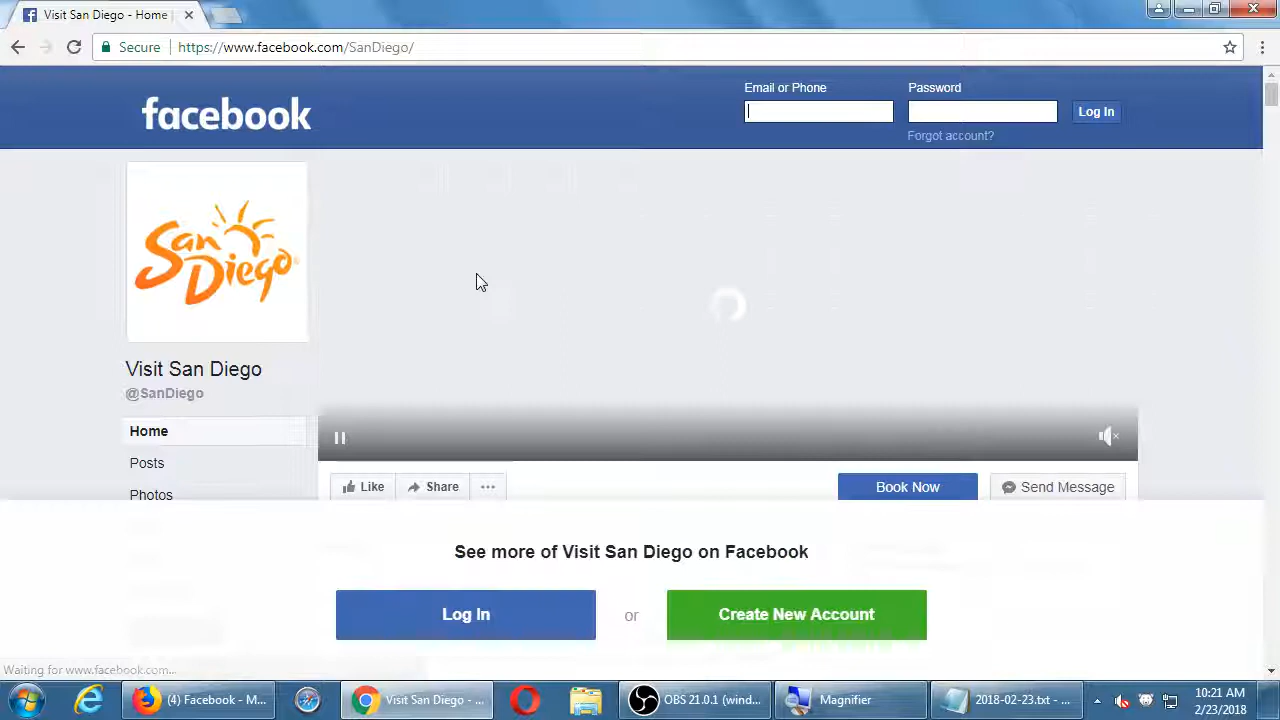 Visit San Diego - Home |
Secure
https://www.facebook.com/SanDiego/
facebook
Email or Phone
Password
Log In
Forgot account?
San
Diego
Visit San Diego
@SanDiego
Home
Posts
Photos
Like
Share
Book Now
Send Message
See more of Visit San Diego on Facebook
Log In
or
Create New Account
Waiting for www.facebook.com...
(4) Facebook - M...
Visit San Diego - ...
OBS 21.0.1 (wind...
Magnifier
2018-02-23.txt - ...
10:21 AM
2/23/2018